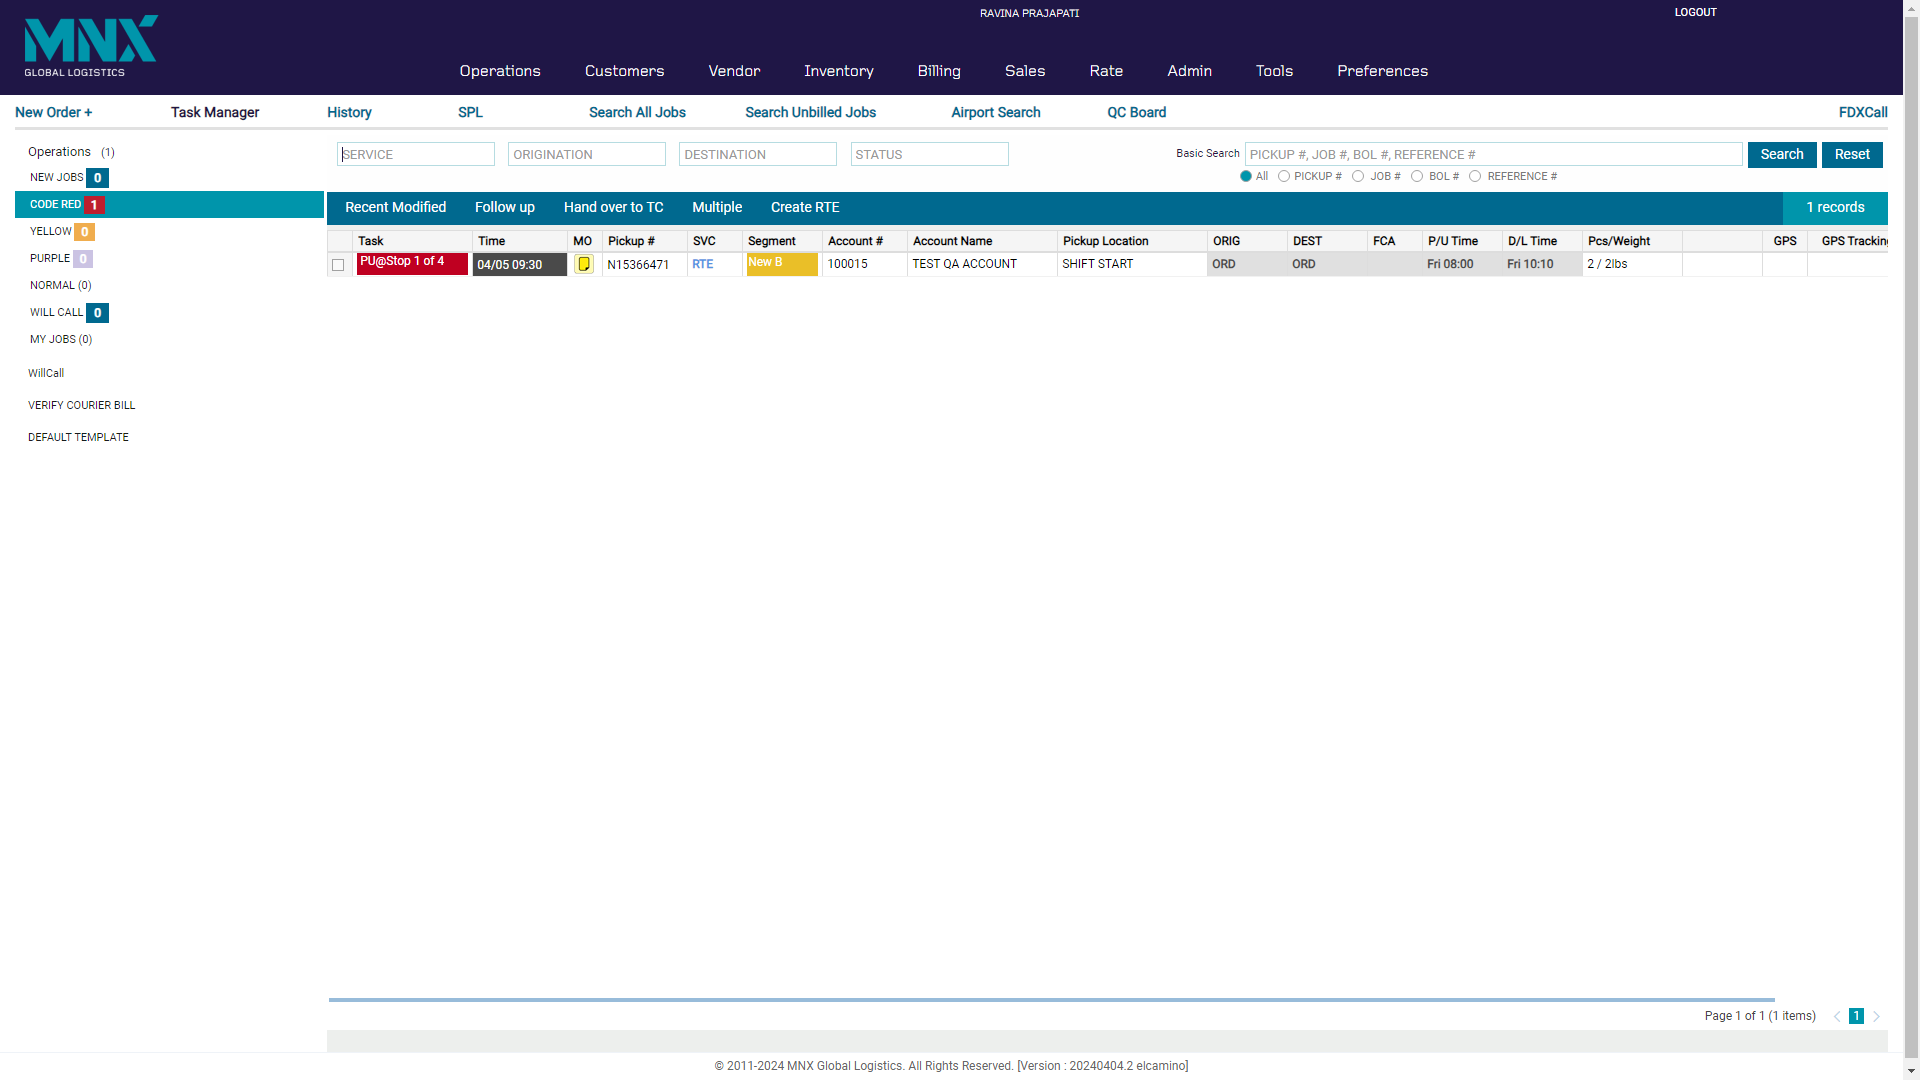 MNX
GLOBAL LOGISTICS
RAVINA PRAJAPATI
LOGOUT
Operations Customers Vendor Inventory Billing Sales Rate Admin Tools Preferences
New Order + Task Manager History SPL Search All Jobs Search Unbilled Jobs Airport Search QC Board FDXCall
Operations (1)
NEW JOBS 0
CODE RED 1
YELLOW 0
PURPLE 0
NORMAL (0)
WILL CALL 0
MY JOBS (0)
WillCall
VERIFY COURIER BILL
DEFAULT TEMPLATE
SERVICE ORIGINATION DESTINATION STATUS
Basic Search PICKUP #, JOB #, BOL #, REFERENCE # Search Reset
All PICKUP # JOB # BOL # REFERENCE #
Recent Modified Follow up Hand over to TC Multiple Create RTE 1 records
Task Time MO Pickup # SVC Segment Account # Account Name Pickup Location ORIG DEST FCA P/U Time D/L Time Pcs/Weight GPS GPS Tracking
PU@Stop 1 of 4 04/05 09:30 N15366471 RTE New B 100015 TEST QA ACCOUNT SHIFT START ORD ORD Fri 08:00 Fri 10:10 2 / 2lbs
Page 1 of 1 (1 items) 1
© 2011-2024 MNX Global Logistics. All Rights Reserved. [Version : 20240404.2 elcamino]